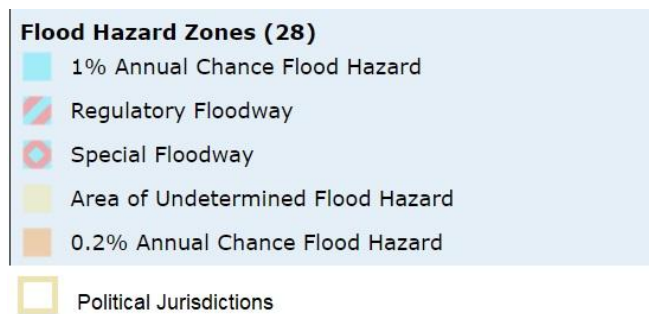 Flood Hazard Zones (28)
1% Annual Chance Flood Hazard
Regulatory Floodway
Special Floodway
Area of Undetermined Flood Hazard
0.2% Annual Chance Flood Hazard
Political Jurisdictions